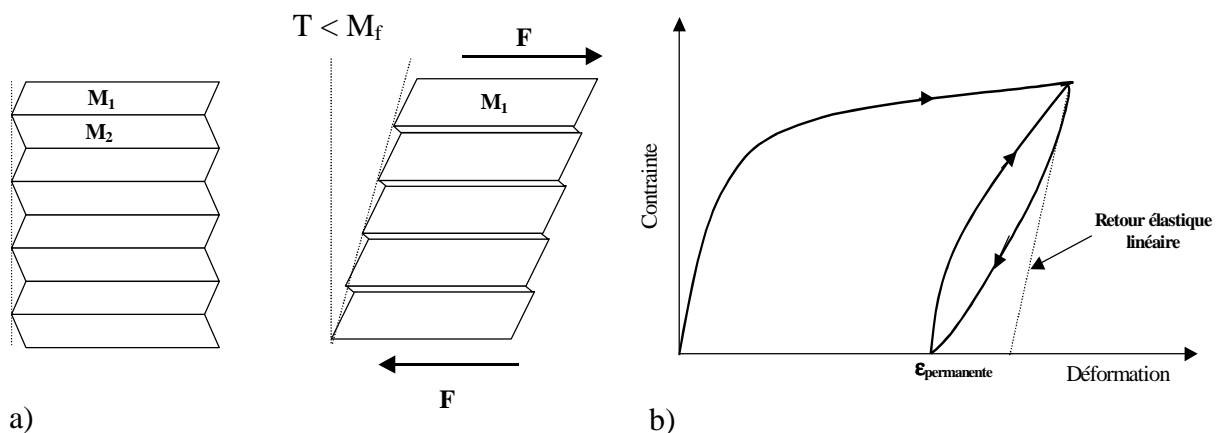 T < Mf
F
M1
M2
M1
F
a)
Contrainte
Retour élastique
linéaire
εpermanente
Déformation
b)